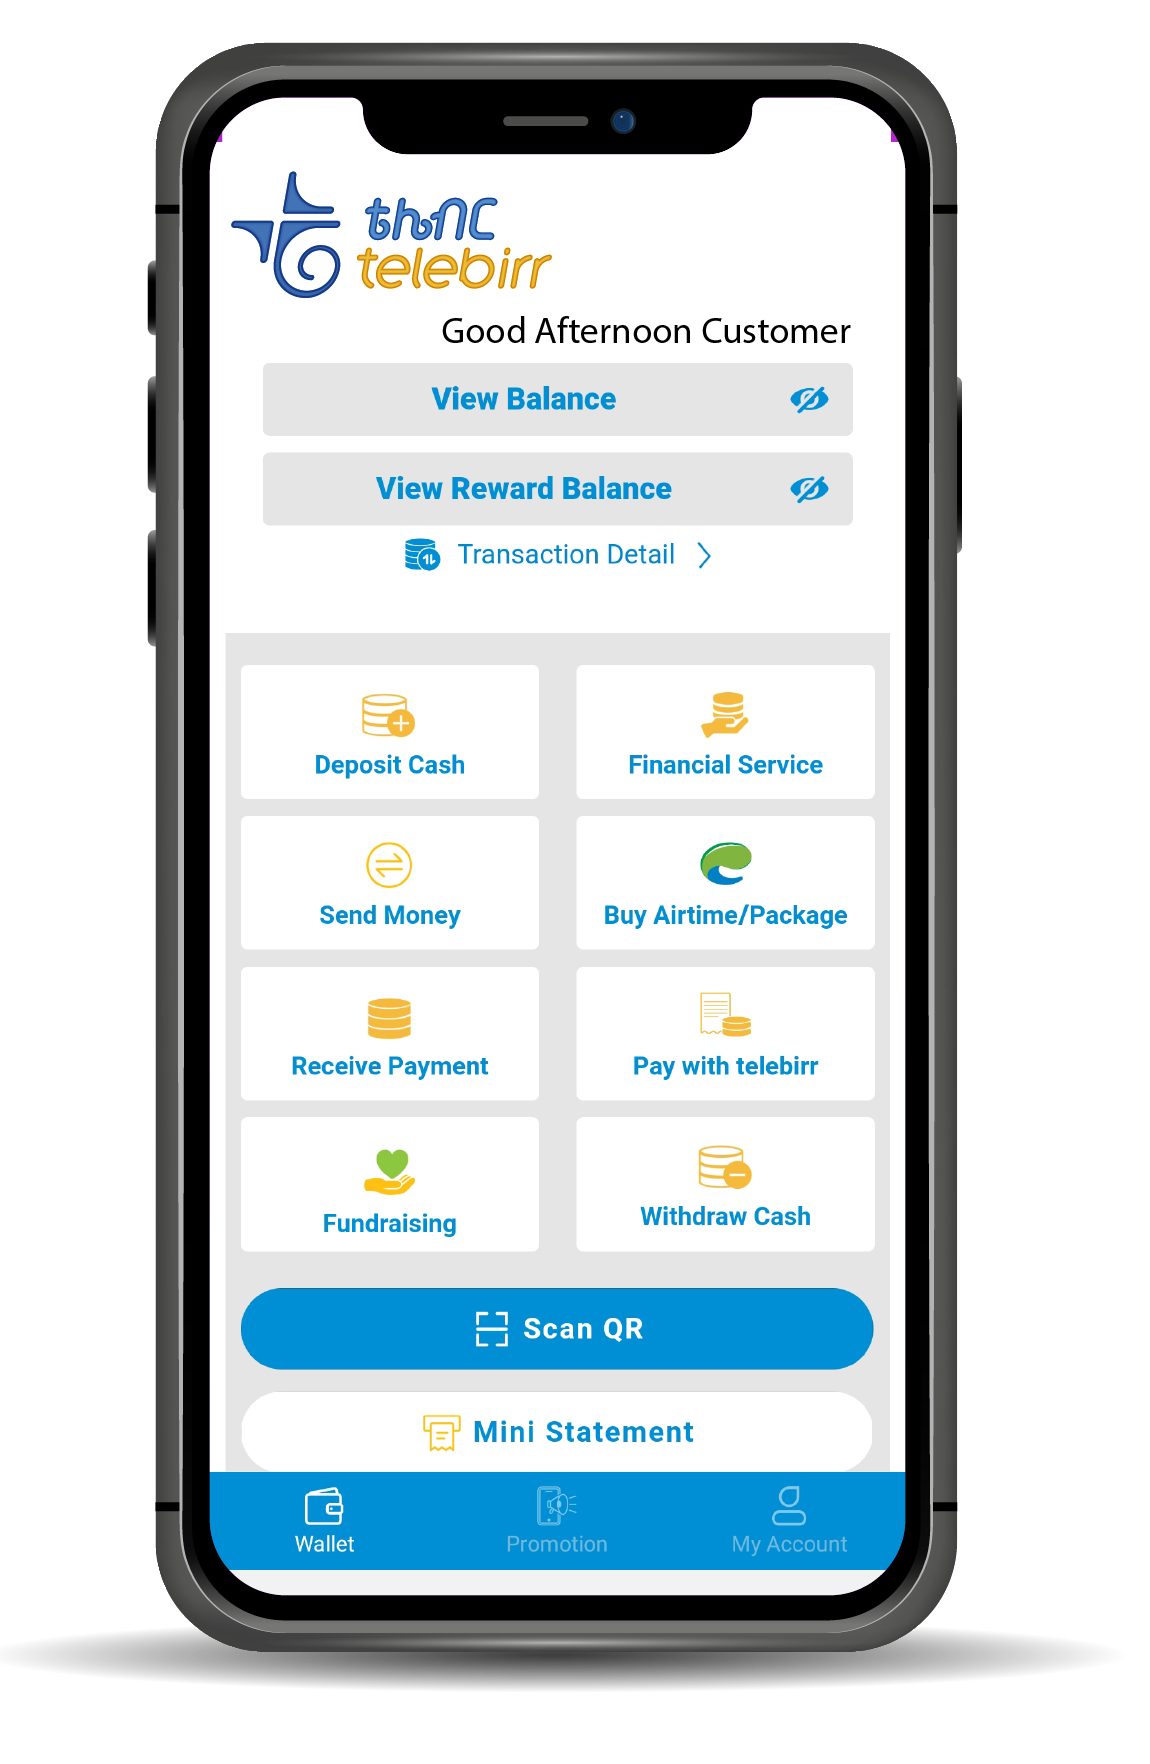 ቴሌብር
telebirr
Good Afternoon Customer
View Balance
View Reward Balance
Transaction Detail
Deposit Cash
Financial Service
Send Money
Buy Airtime/Package
Receive Payment
Pay with telebirr
Fundraising
Withdraw Cash
Scan QR
Mini Statement
Wallet
Promotion
My Account